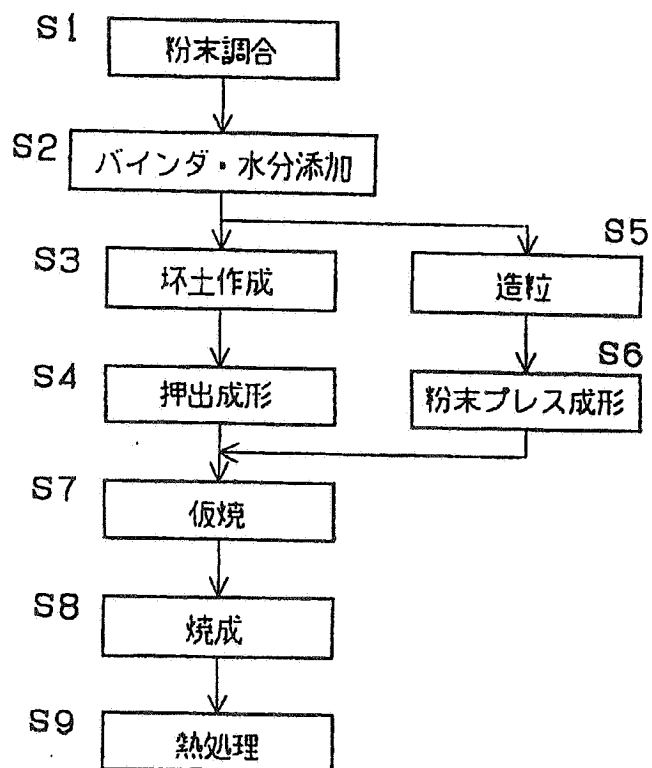 S1
粉末調合
S2
バインダ・水分添加
S3
坏土作成
S5
造粒
S4
押出成形
S6
粉末プレス成形
S7
仮焼
S8
焼成
S9
熱処理